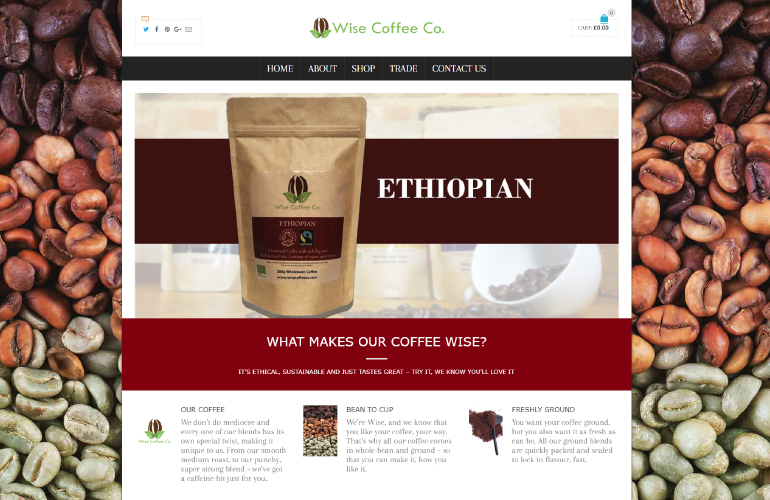 0
Wise Coffee Co.
CART: £0.00
HOME ABOUT SHOP TRADE CONTACT US
ETHIOPIAN
Wise Coffee Co.
ETHIOPIAN
WHAT MAKES OUR COFFEE WISE?
IT'S ETHICAL, SUSTAINABLE AND JUST TASTES GREAT – TRY IT, WE KNOW YOU'LL LOVE IT
OUR COFFEE
We don't do mediocre and
every one of our blends has its
own special twist, making it
unique to us. From our smooth
medium roast, to our punchy,
super strong blend – we've got
a caffeine hit just for you.
Wise Coffee Co.
BEAN TO CUP
We're Wise, and we know that
you like your coffee, your way.
That's why all our coffee comes
in whole bean and ground – so
that you can make it, how you
like it.
FRESHLY GROUND
You want your coffee ground,
but you also want it as fresh as
can be. All our ground blends
are quickly packed and sealed
to lock in flavour, fast.